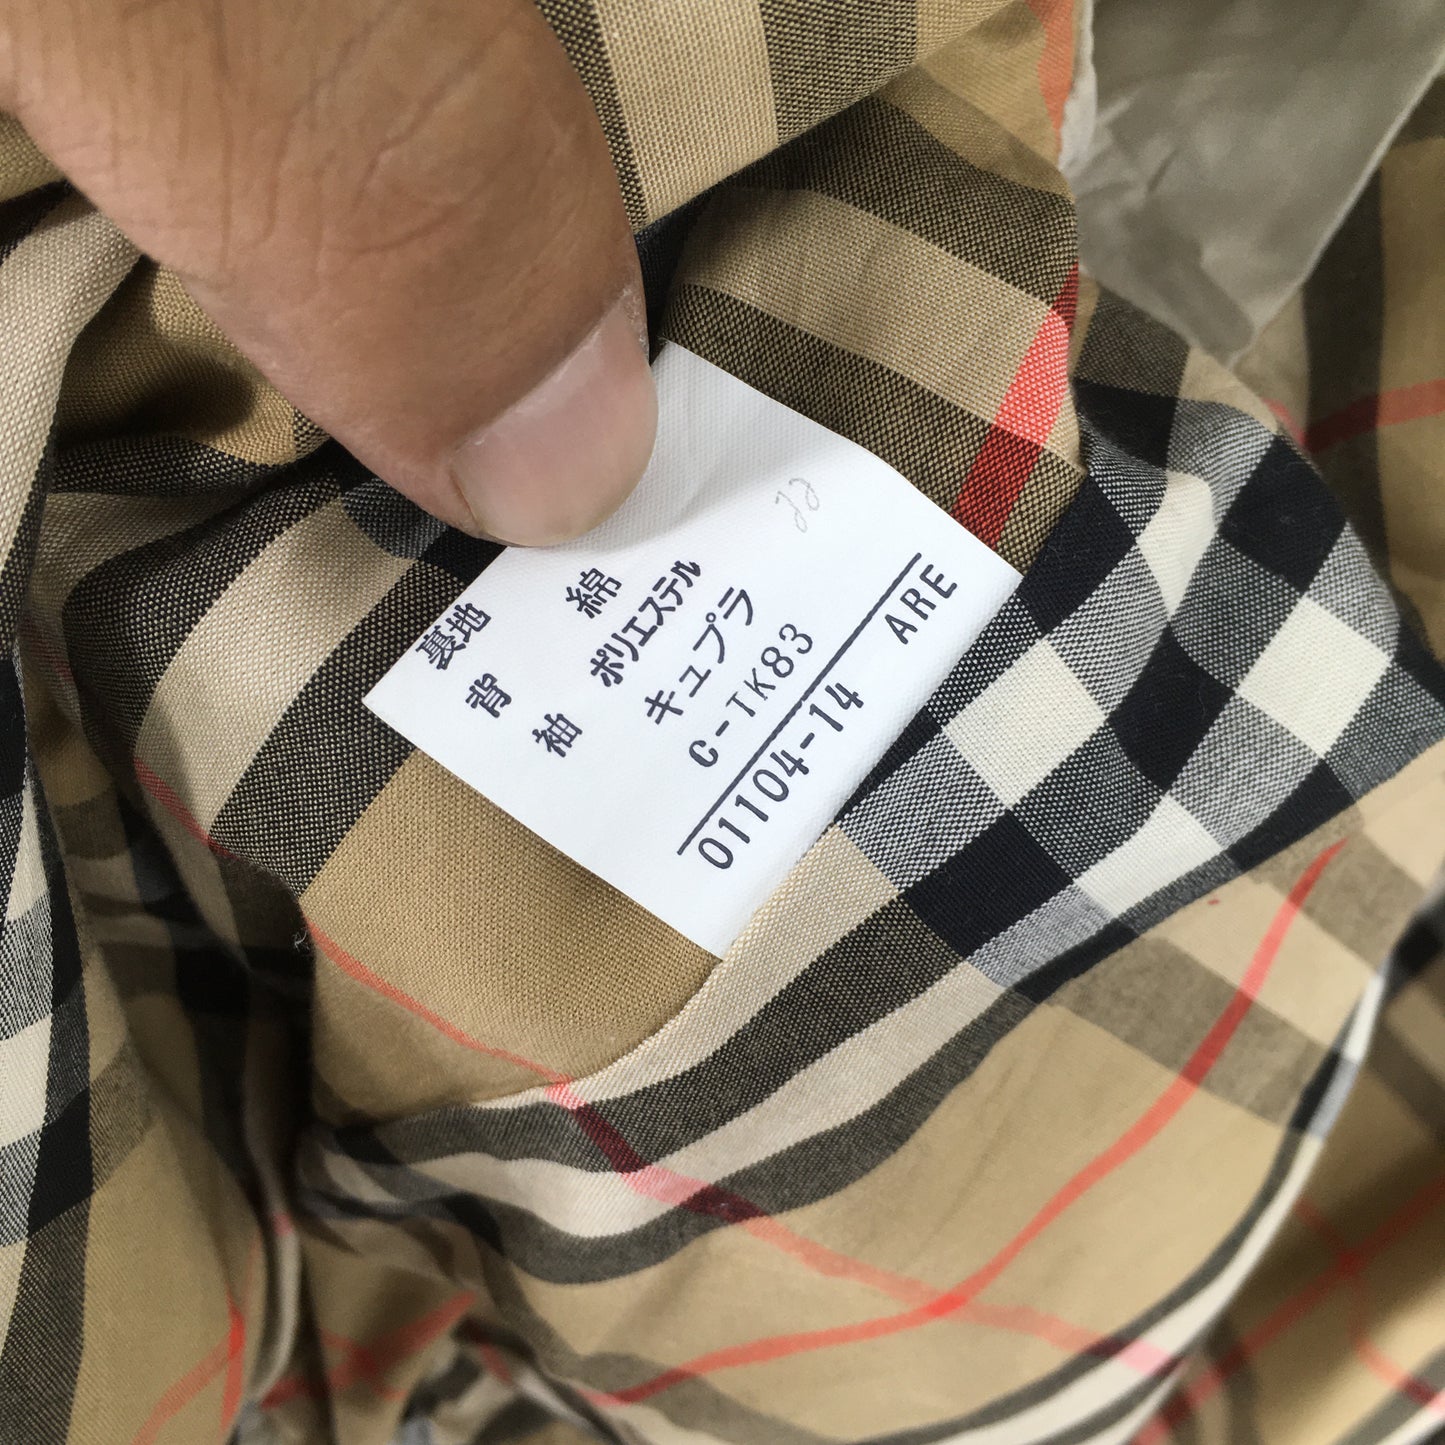 22
裏地 綿
背 ポリエステル
袖 キュプラ
C-TK83
01104-14 ARE